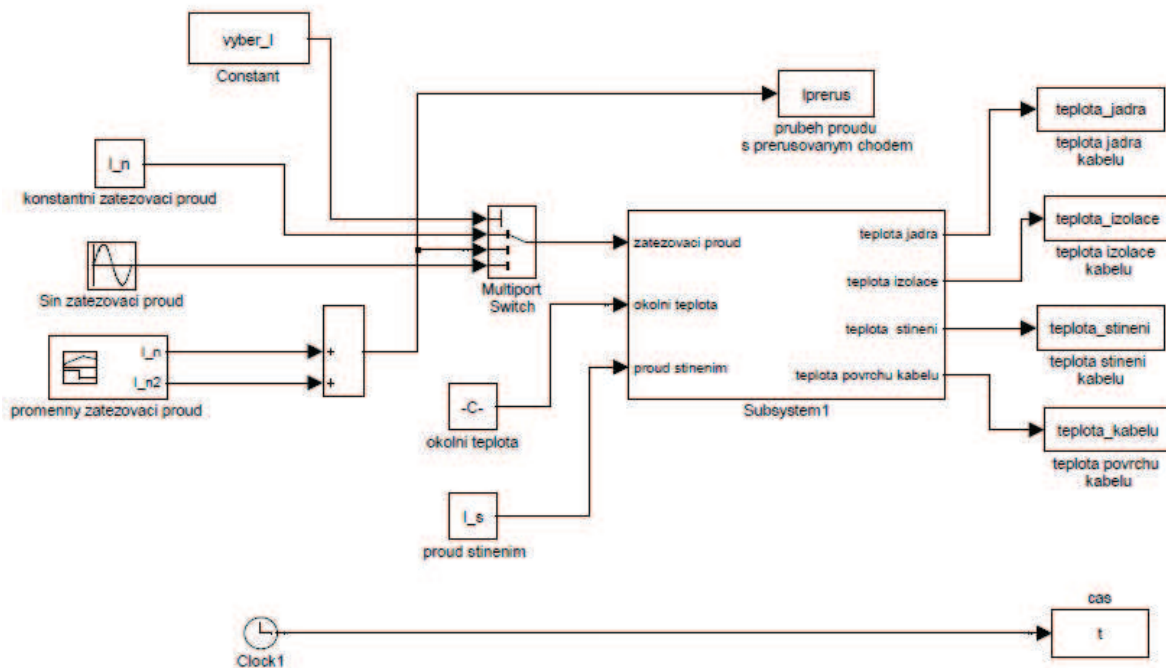 vyber_I
Constant
Iprerus
prubeh proudu
s prerusovanym chodem
teplota_jadra
teplota jadra
kabelu
I_n
konstantni zatezovaci proud
teplota_izolace
teplota izolace
kabelu
Sin zatezovaci proud
Multiport
Switch
zatezovaci proud
okolni teplota
proud stinenim
teplota jadra
teplota izolace
teplota stineni
teplota povrchu kabelu
Subsystem1
teplota_stineni
teplota stineni
kabelu
I_n
I_n2
promenny zatezovaci proud
+
+
-C-
okolni teplota
teplota_kabelu
teplota povrchu
kabelu
I_s
proud stinenim
cas
t
Clock1